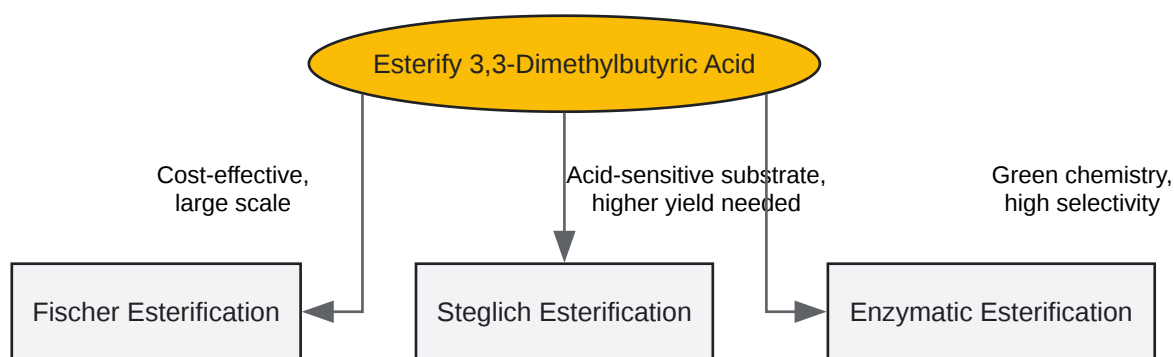 Esterify 3,3-Dimethylbutyric Acid
Cost-effective,
large scale
Acid-sensitive substrate,
higher yield needed
Green chemistry,
high selectivity
Fischer Esterification
Steglich Esterification
Enzymatic Esterification